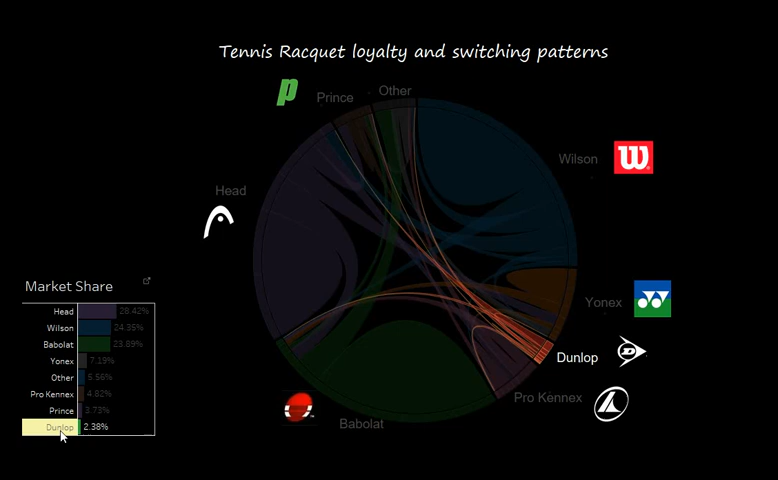 Tennis Racquet loyalty and switching patterns
p
Prince
Other
Wilson
W
Head
Market Share
Head 28.42%
Wilson 24.35%
Babolat 23.89%
Yonex 7.19%
Other 5.56%
Pro Kennex 4.82%
Prince 3.73%
Dunlop 2.38%
Yonex
Dunlop
D
Pro Kennex
Babolat